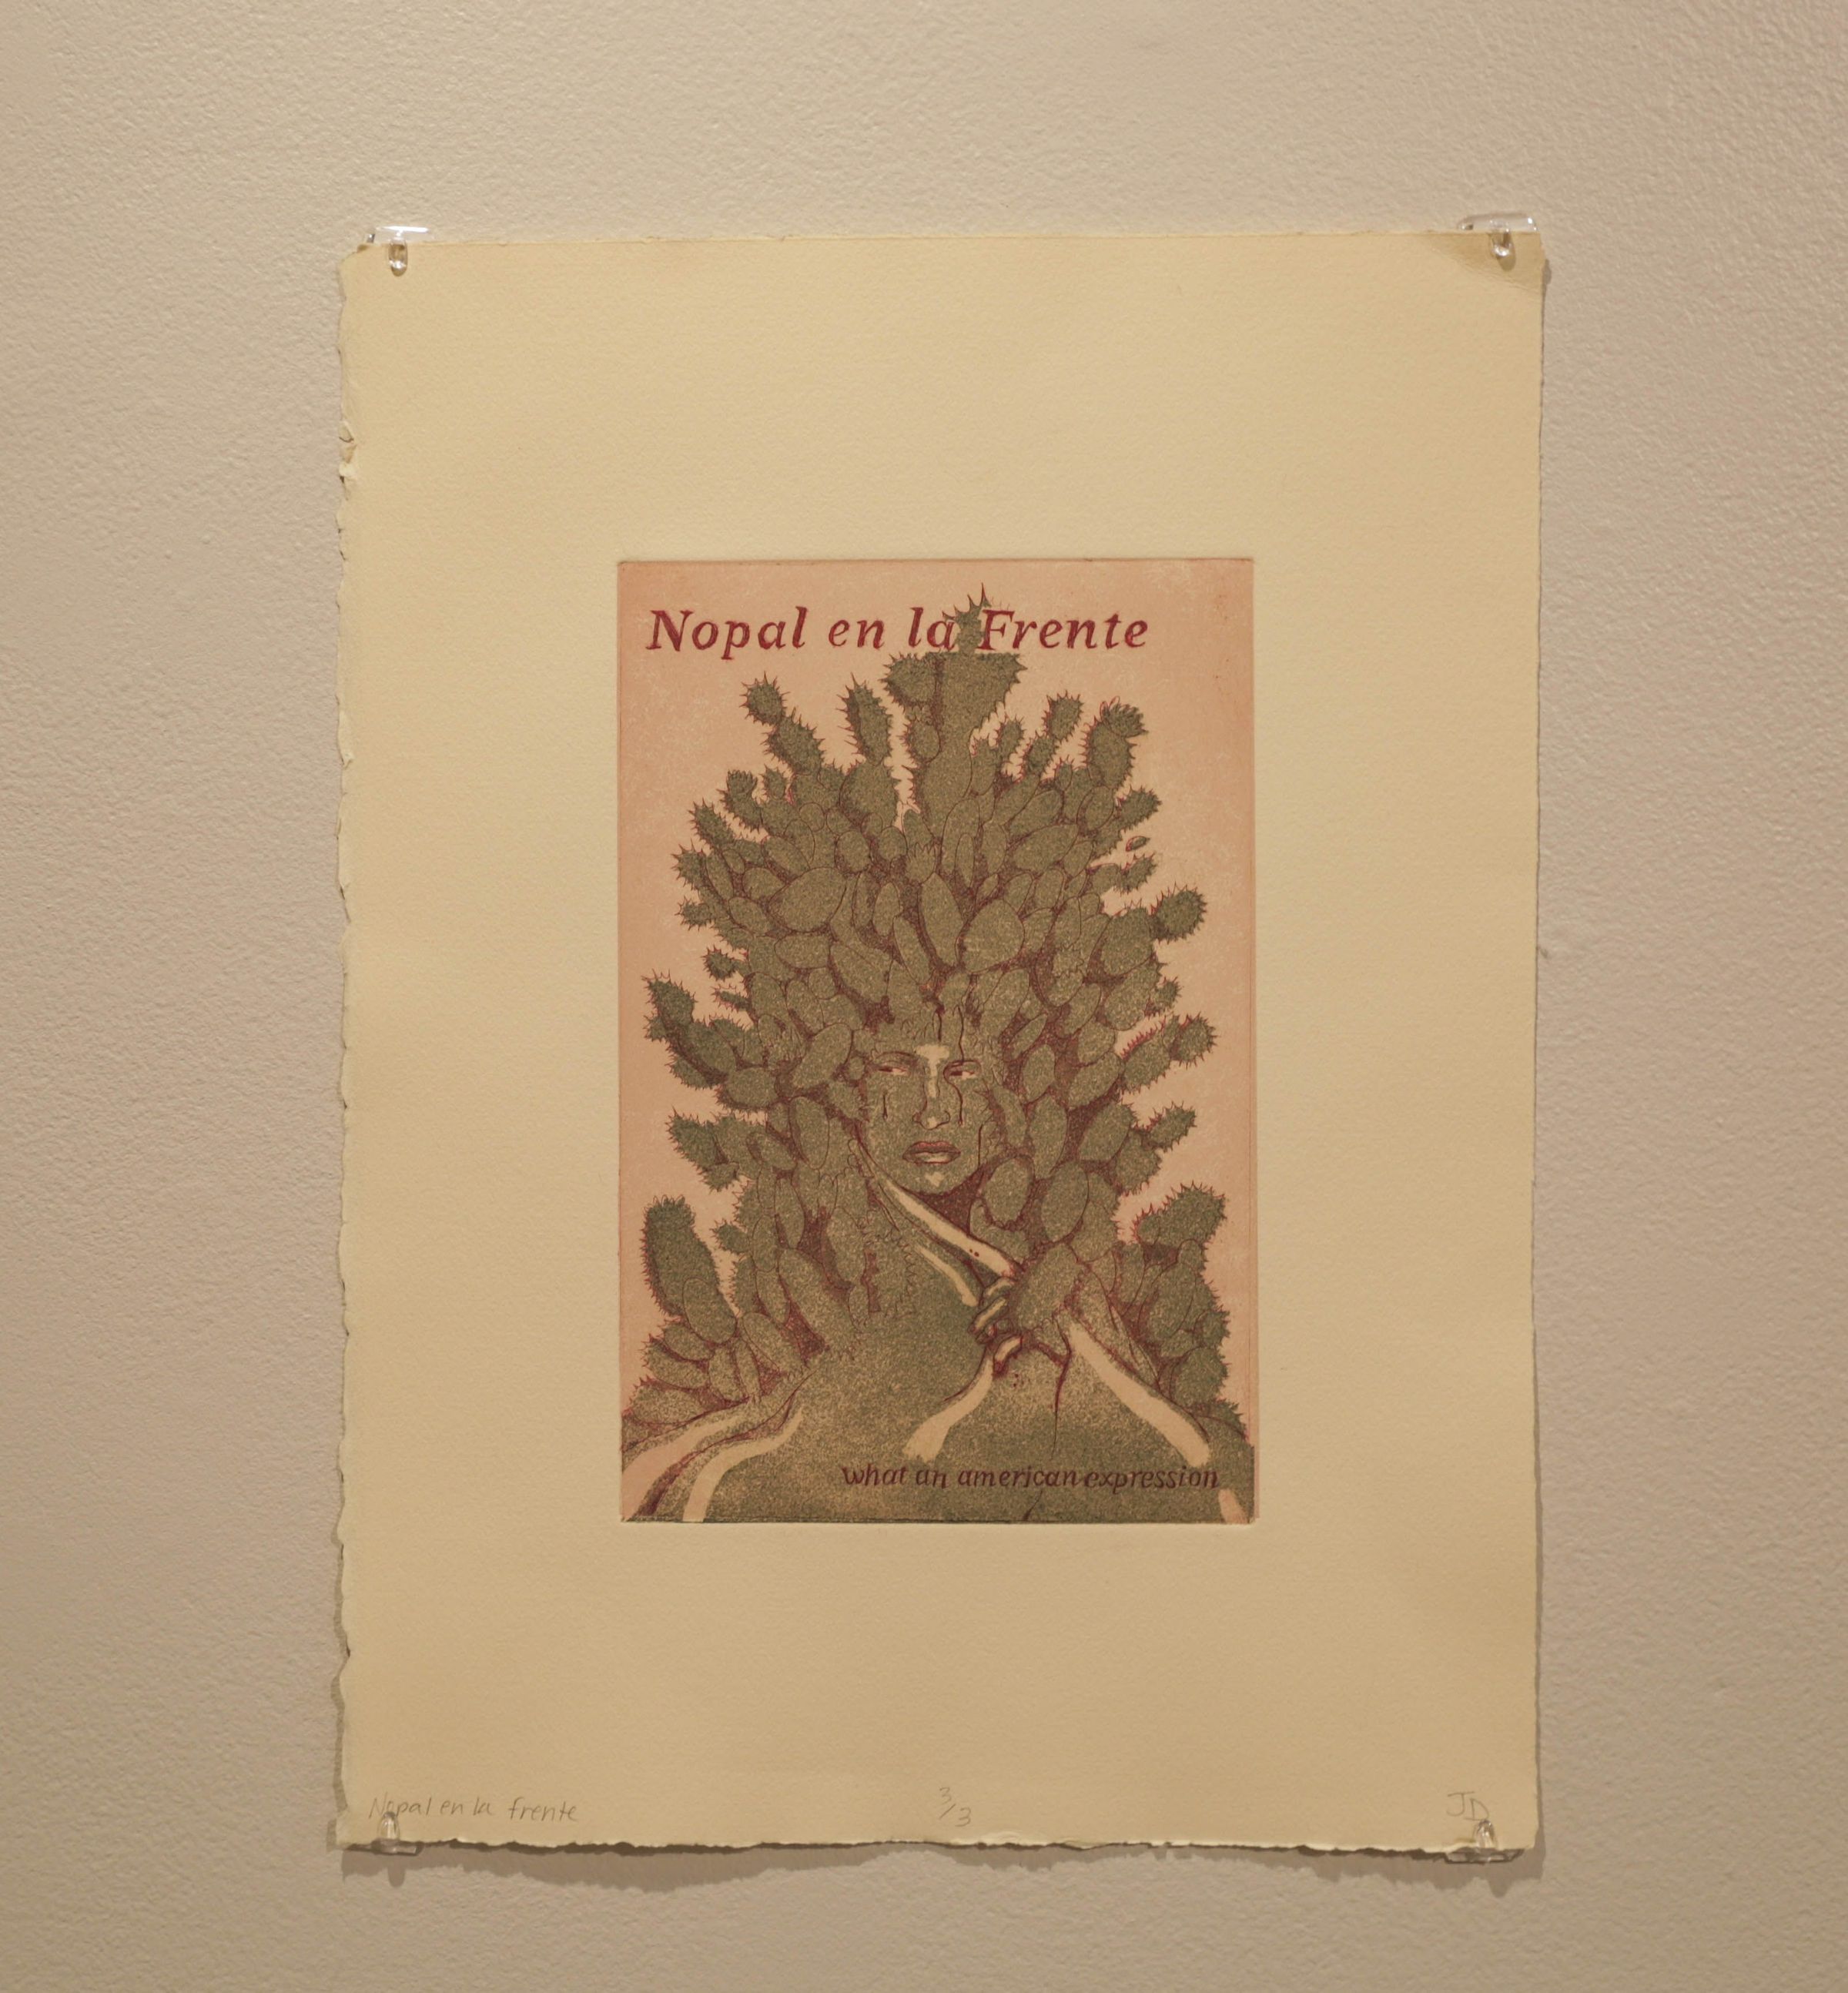 Nopal en la Frente
what an american expression
Nopal en la frente
3/3
JD